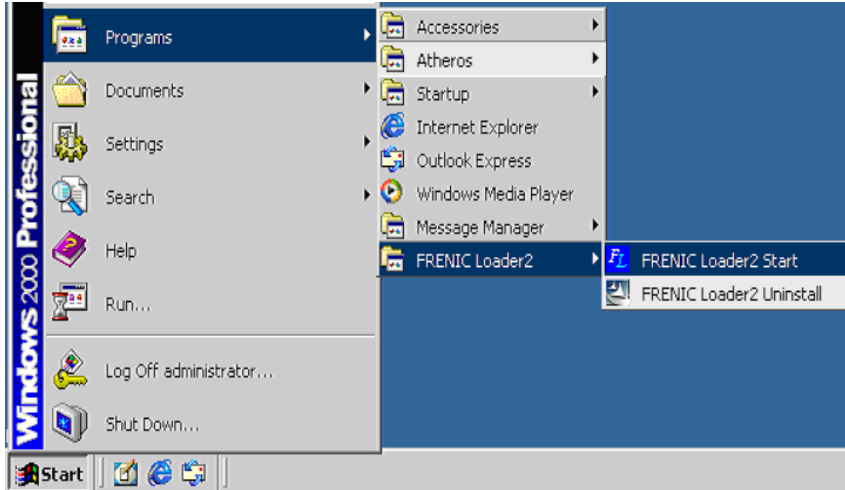 Windows 2000 Professional
Programs
Documents
Settings
Search
Help
Run...
Log Off administrator...
Shut Down...
Accessories
Atheros
Startup
Internet Explorer
Outlook Express
Windows Media Player
Message Manager
FRENIC Loader2
FL
FRENIC Loader2 Start
FRENIC Loader2 Uninstall
Start